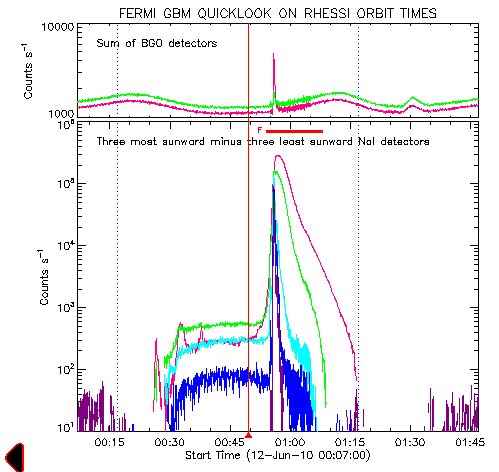 FERMI GBM QUICKLOOK ON RHESSI ORBIT TIMES
10000
Sum of BGO detectors
Counts s⁻¹
1000
10⁶
F
Three most sunward minus three least sunward NaI detectors
10⁵
10⁴
Counts s⁻¹
10³
10²
10¹
00:15 00:30 00:45 01:00 01:15 01:30 01:45
Start Time (12-Jun-10 00:07:00)